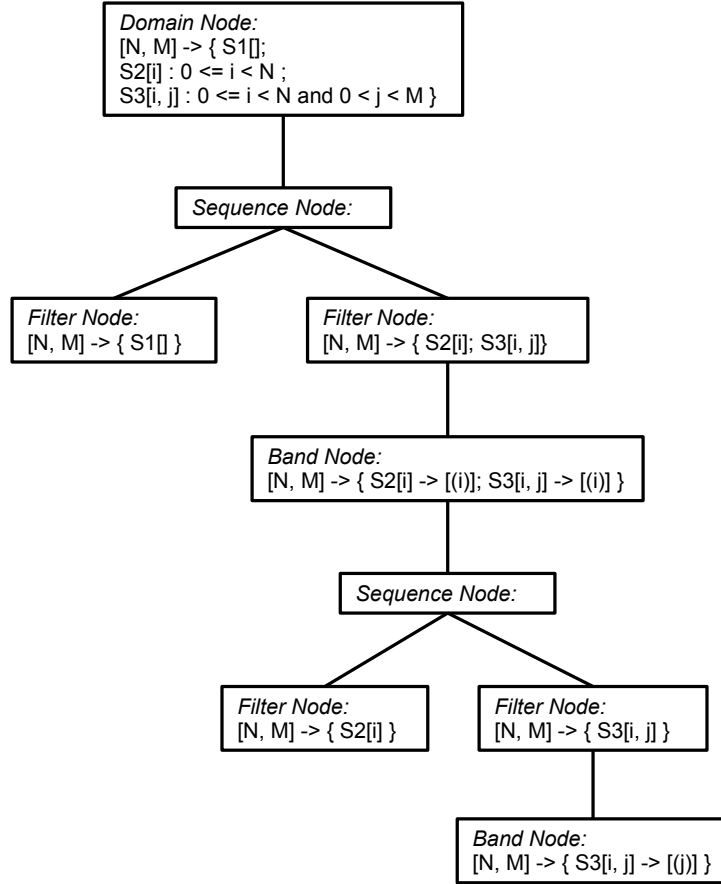 Domain Node:
[N, M] -> { S1[];
S2[i] : 0 <= i < N ;
S3[i, j] : 0 <= i < N and 0 < j < M }
Sequence Node:
Filter Node:
[N, M] -> { S1[] }
Filter Node:
[N, M] -> { S2[i]; S3[i, j]}
Band Node:
[N, M] -> { S2[i] -> [(i)]; S3[i, j] -> [(i)] }
Sequence Node:
Filter Node:
[N, M] -> { S2[i] }
Filter Node:
[N, M] -> { S3[i, j] }
Band Node:
[N, M] -> { S3[i, j] -> [(j)] }